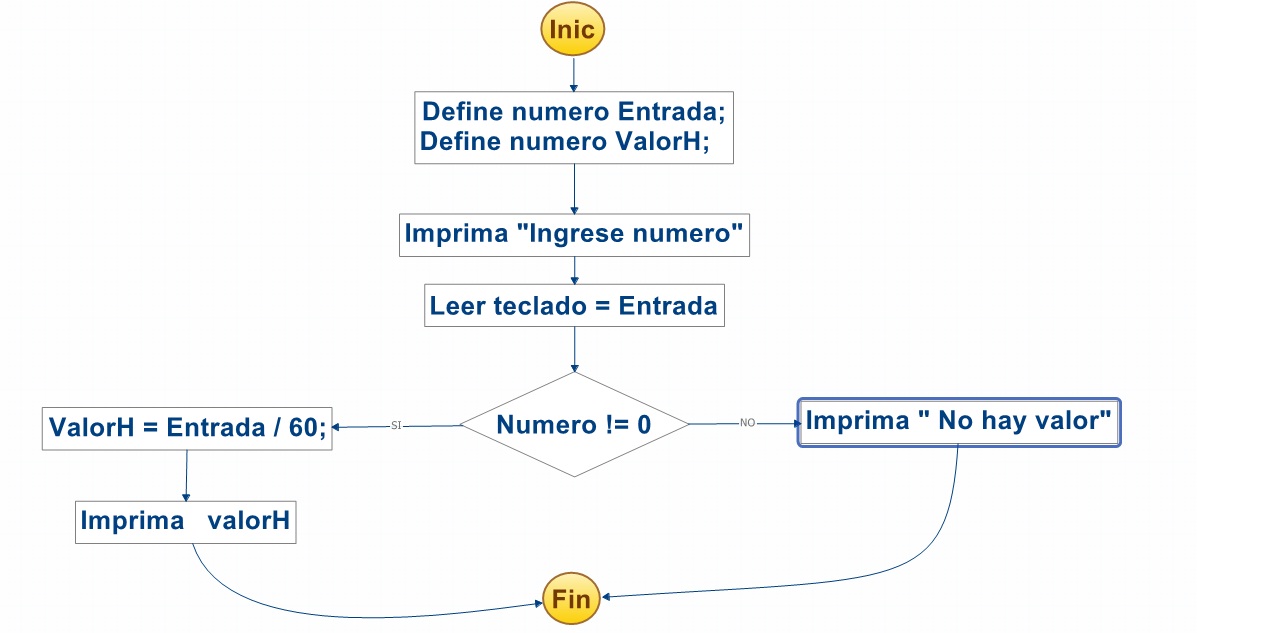 Inic
Define numero Entrada;
Define numero ValorH;
Imprima "Ingrese numero"
Leer teclado = Entrada
Numero != 0
SI
NO
ValorH = Entrada / 60;
Imprima " No hay valor"
Imprima valorH
Fin